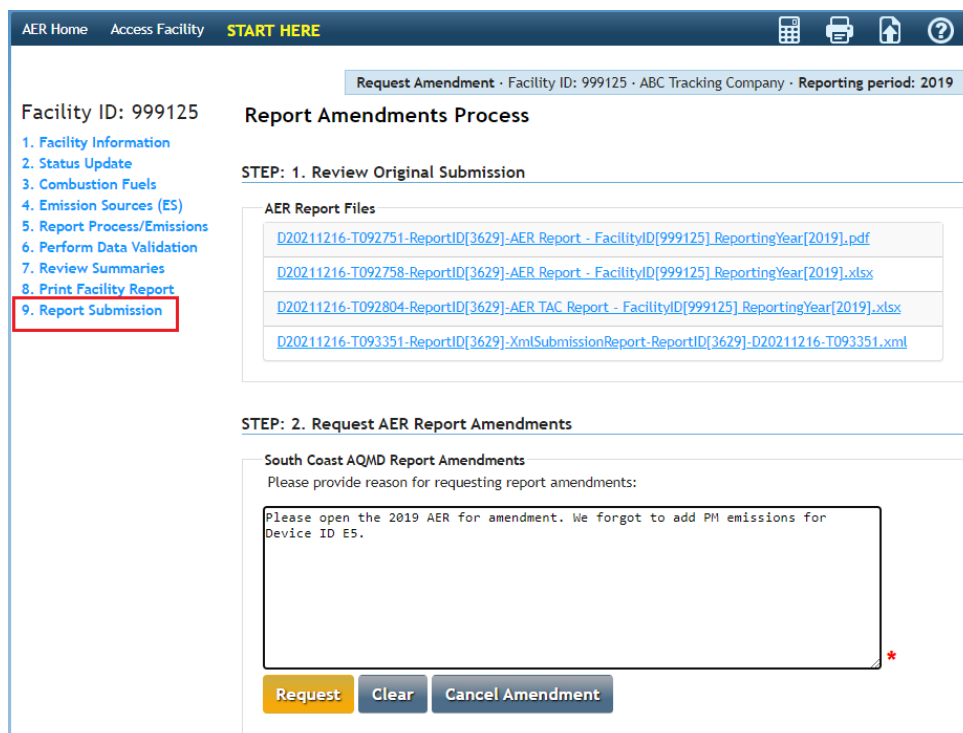 AER Home Access Facility START HERE
Request Amendment · Facility ID: 999125 · ABC Tracking Company · Reporting period: 2019
Facility ID: 999125
1. Facility Information
2. Status Update
3. Combustion Fuels
4. Emission Sources (ES)
5. Report Process/Emissions
6. Perform Data Validation
7. Review Summaries
8. Print Facility Report
9. Report Submission
Report Amendments Process
STEP: 1. Review Original Submission
AER Report Files
D20211216-T092751-ReportID[3629]-AER Report - FacilityID[999125] ReportingYear[2019].pdf
D20211216-T092758-ReportID[3629]-AER Report - FacilityID[999125] ReportingYear[2019].xlsx
D20211216-T092804-ReportID[3629]-AER TAC Report - FacilityID[999125] ReportingYear[2019].xlsx
D20211216-T093351-ReportID[3629]-XmlSubmissionReport-ReportID[3629]-D20211216-T093351.xml
STEP: 2. Request AER Report Amendments
South Coast AQMD Report Amendments
Please provide reason for requesting report amendments:
Please open the 2019 AER for amendment. We forgot to add PM emissions for
Device ID E5.
*
Request Clear Cancel Amendment